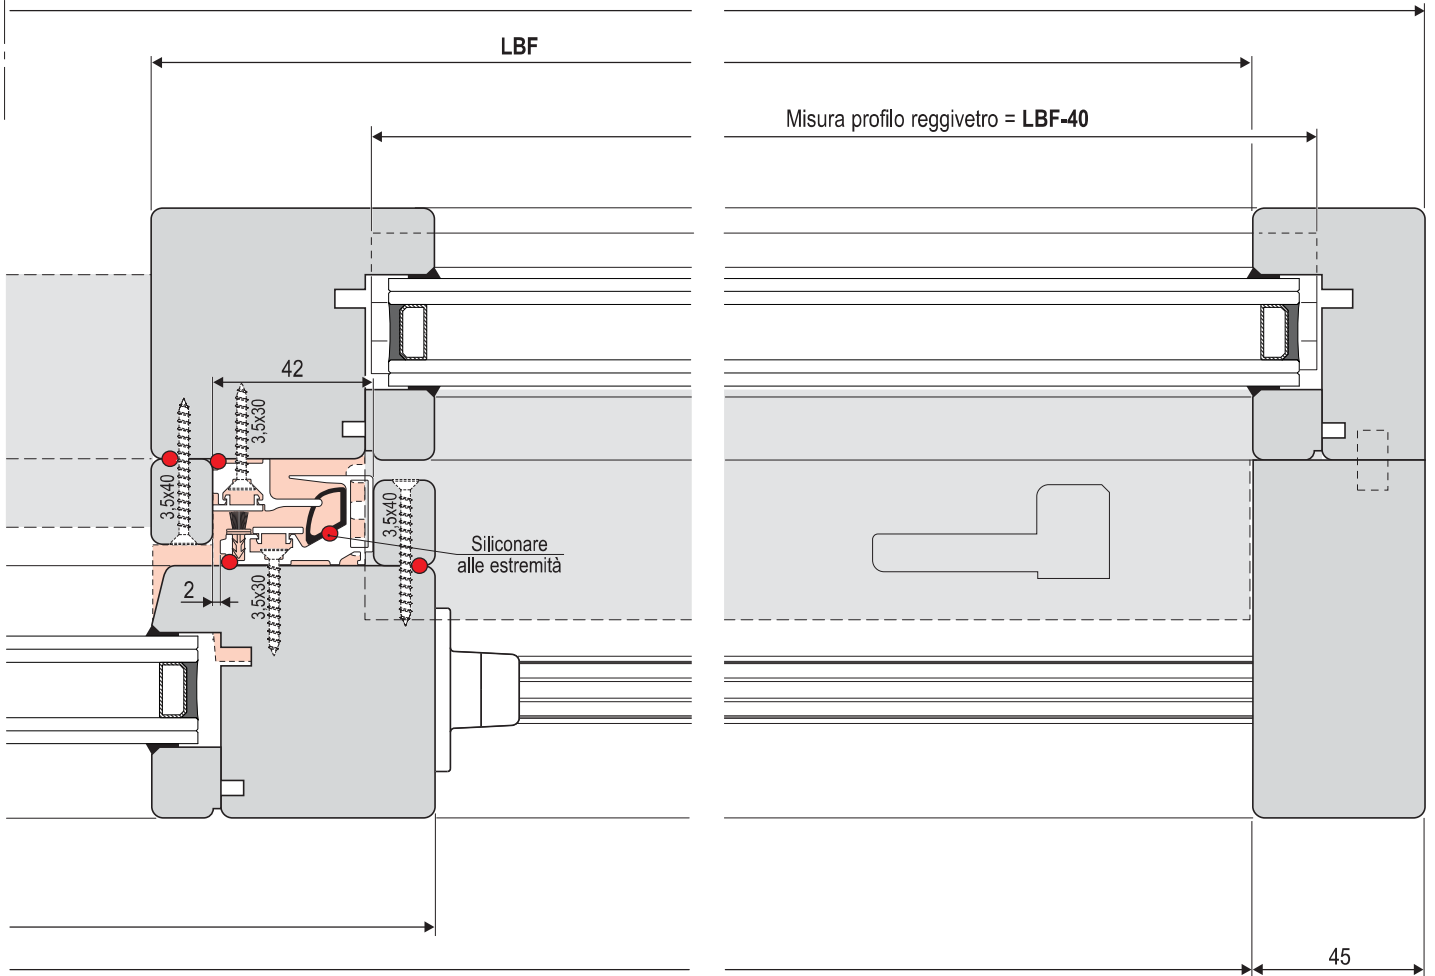 LBF
Misura profilo reggivetro = LBF-40
42
3,5x30
3,5x40
3,5x40
Siliconare
alle estremità
2
3,5x30
45